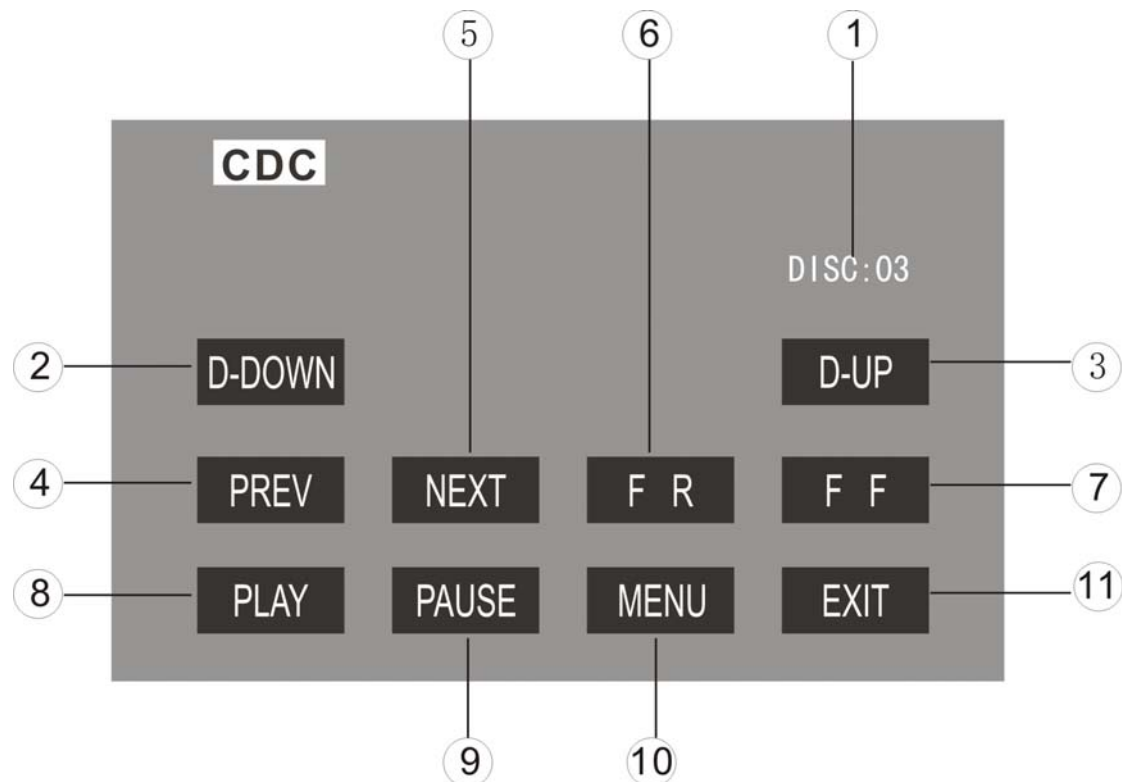 ⑤ ⑥ ①
CDC
DISC:03
② D-DOWN D-UP ③
④ PREV NEXT F R F F ⑦
⑧ PLAY PAUSE MENU EXIT ⑪
⑨ ⑩